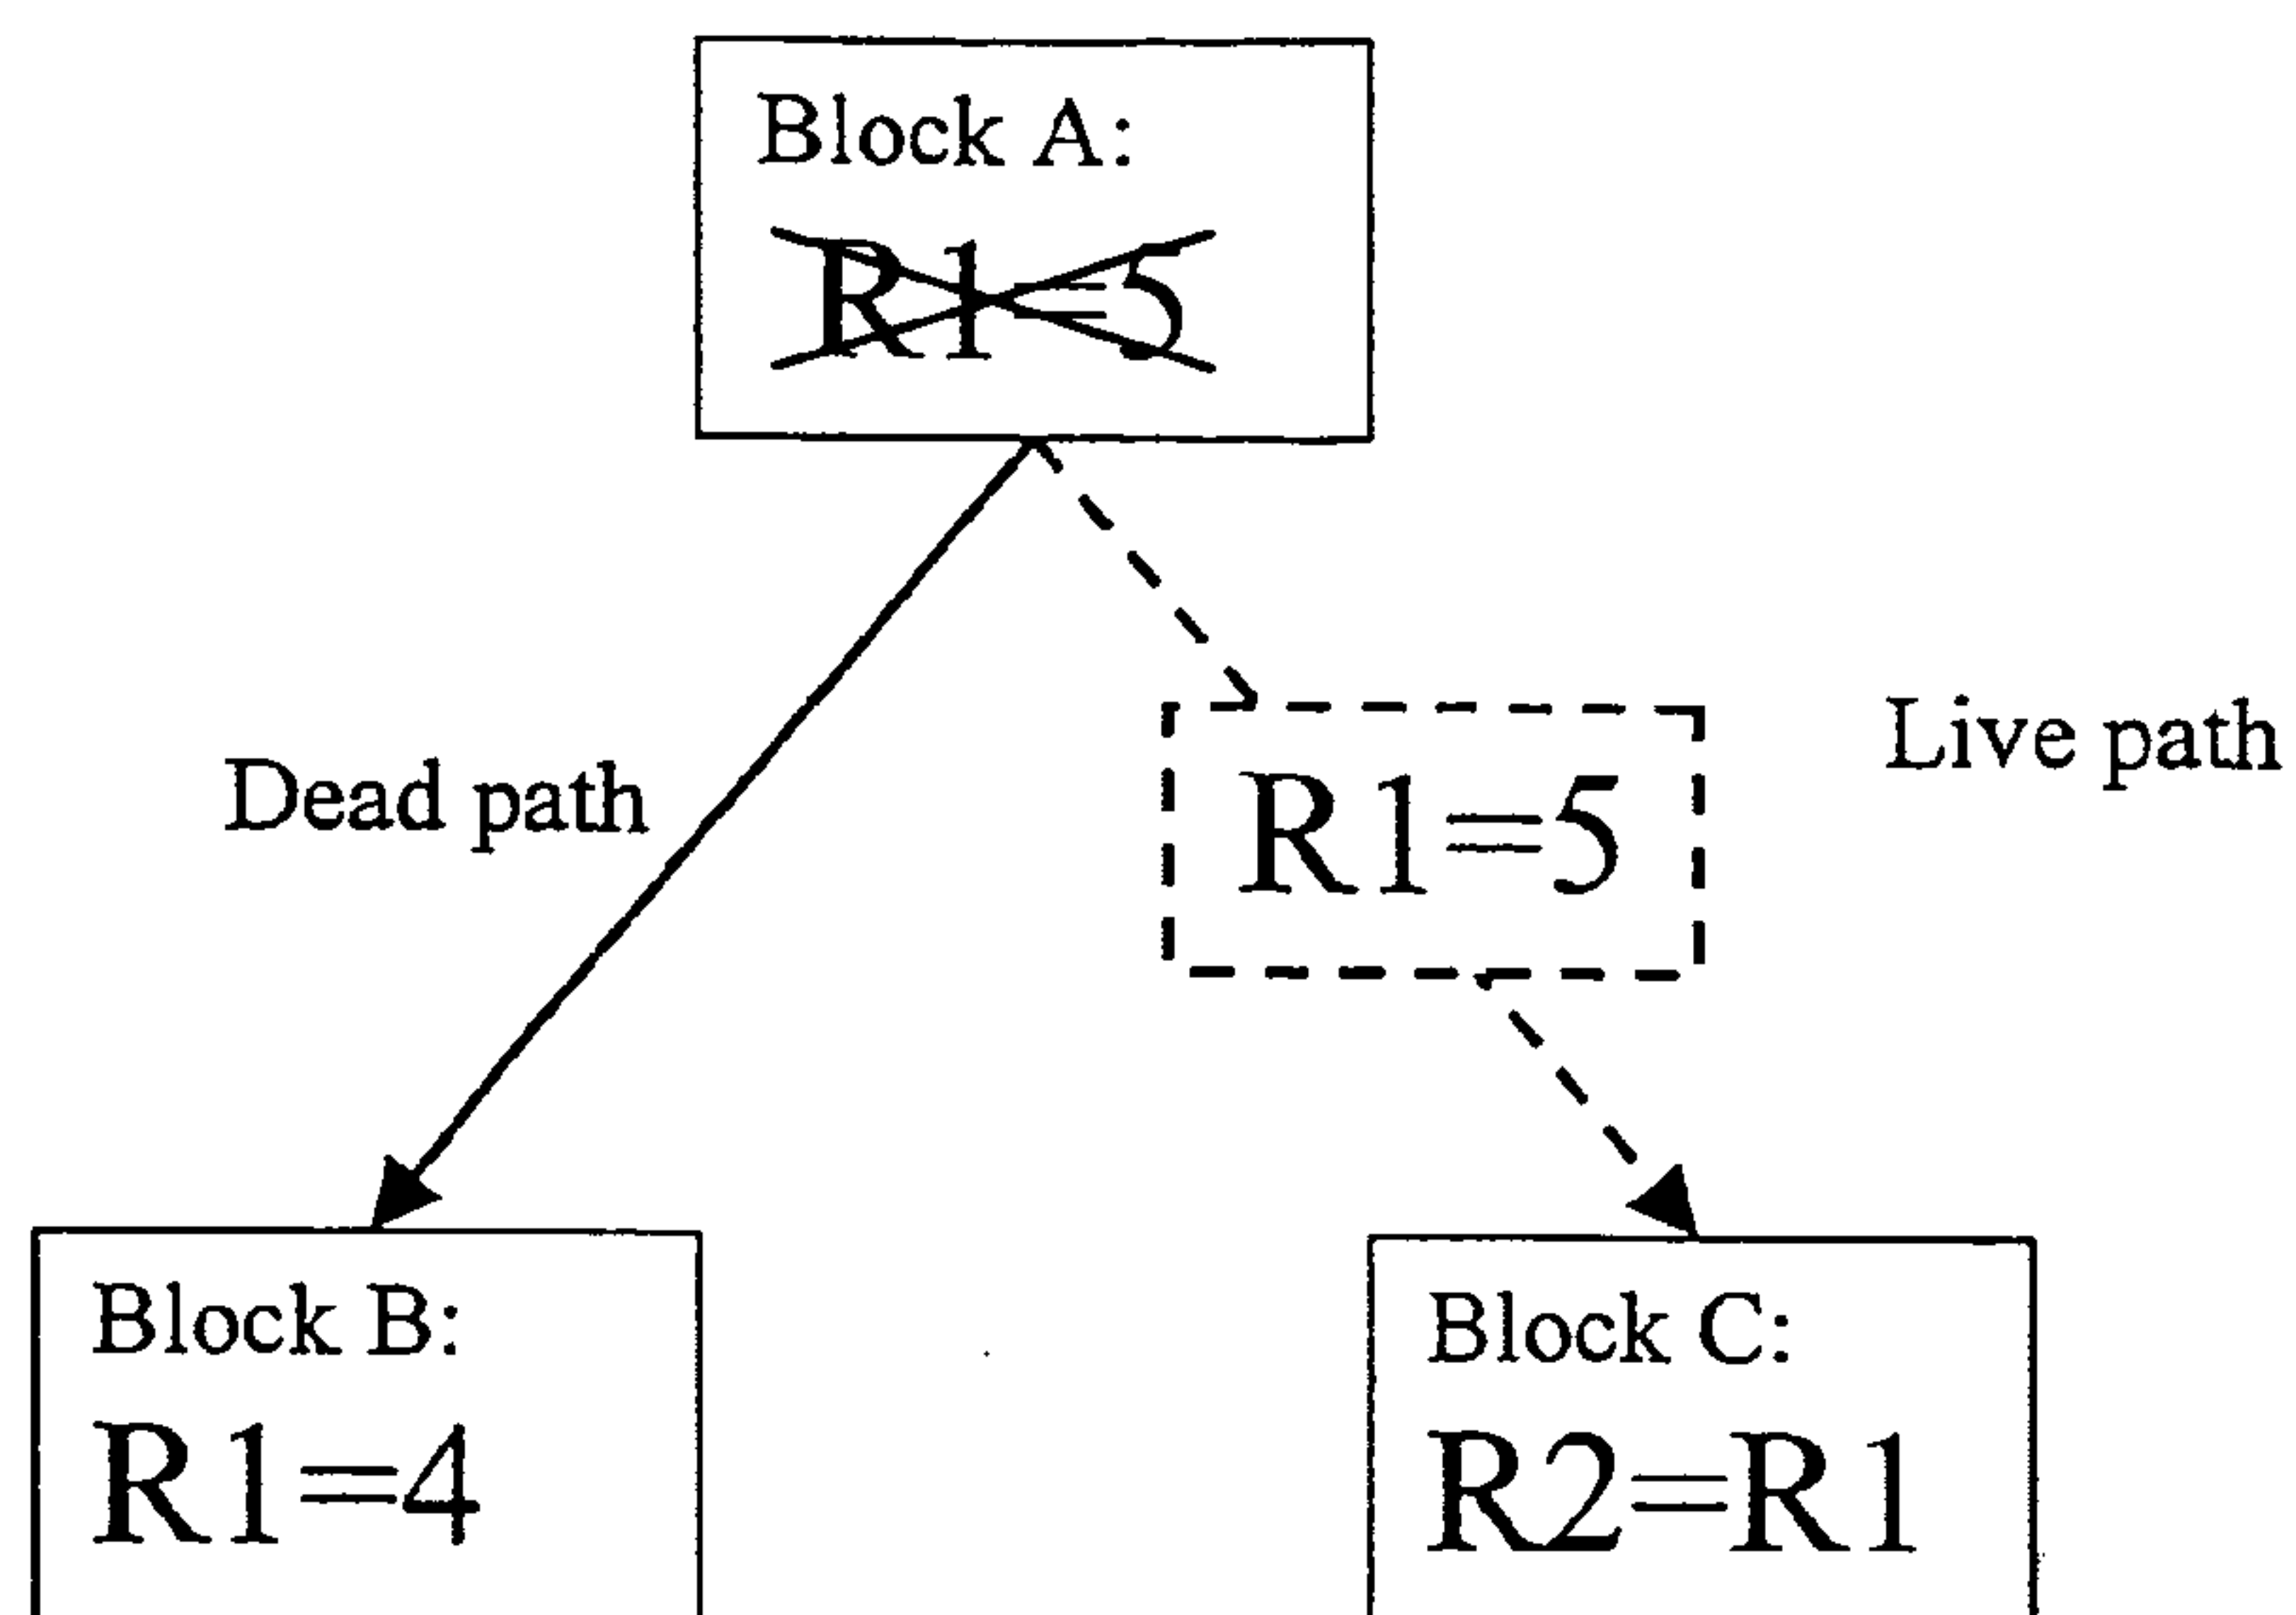 Block A:
R1=5
Live path
Dead path
R1=5
Block B:
R1=4
Block C:
R2=R1